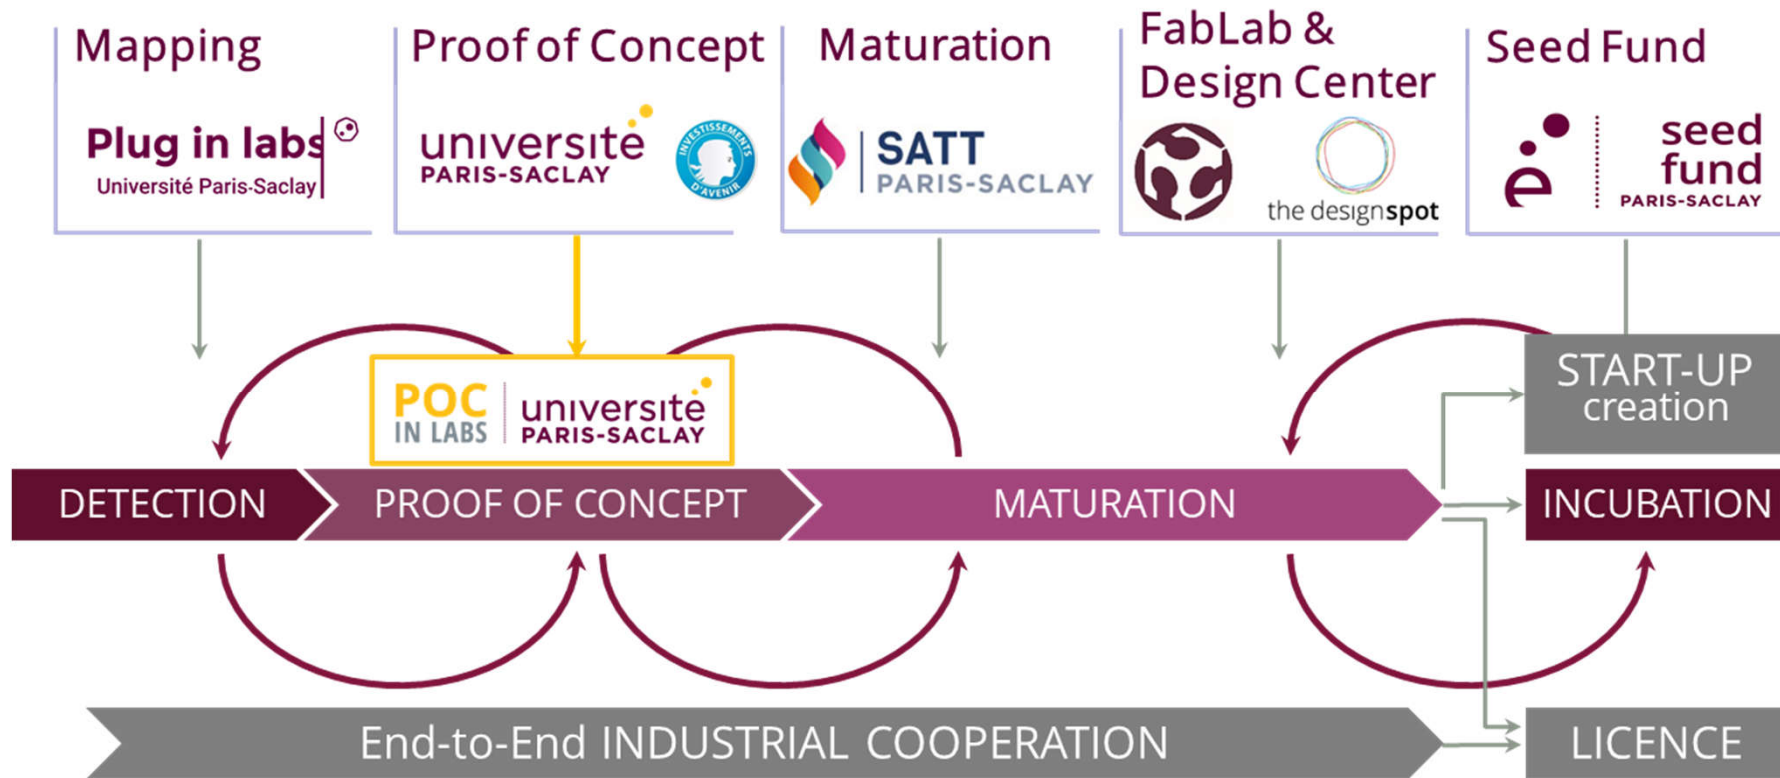 Mapping
Plug in labs
Université Paris-Saclay
Proof of Concept
université
PARIS-SACLAY
INVESTISSEMENTS
D'AVENIR
Maturation
SATT
PARIS-SACLAY
FabLab &
Design Center
the designspot
Seed Fund
seed
fund
PARIS-SACLAY
POC
IN LABS
université
PARIS-SACLAY
START-UP
creation
DETECTION
PROOF OF CONCEPT
MATURATION
INCUBATION
End-to-End INDUSTRIAL COOPERATION
LICENCE